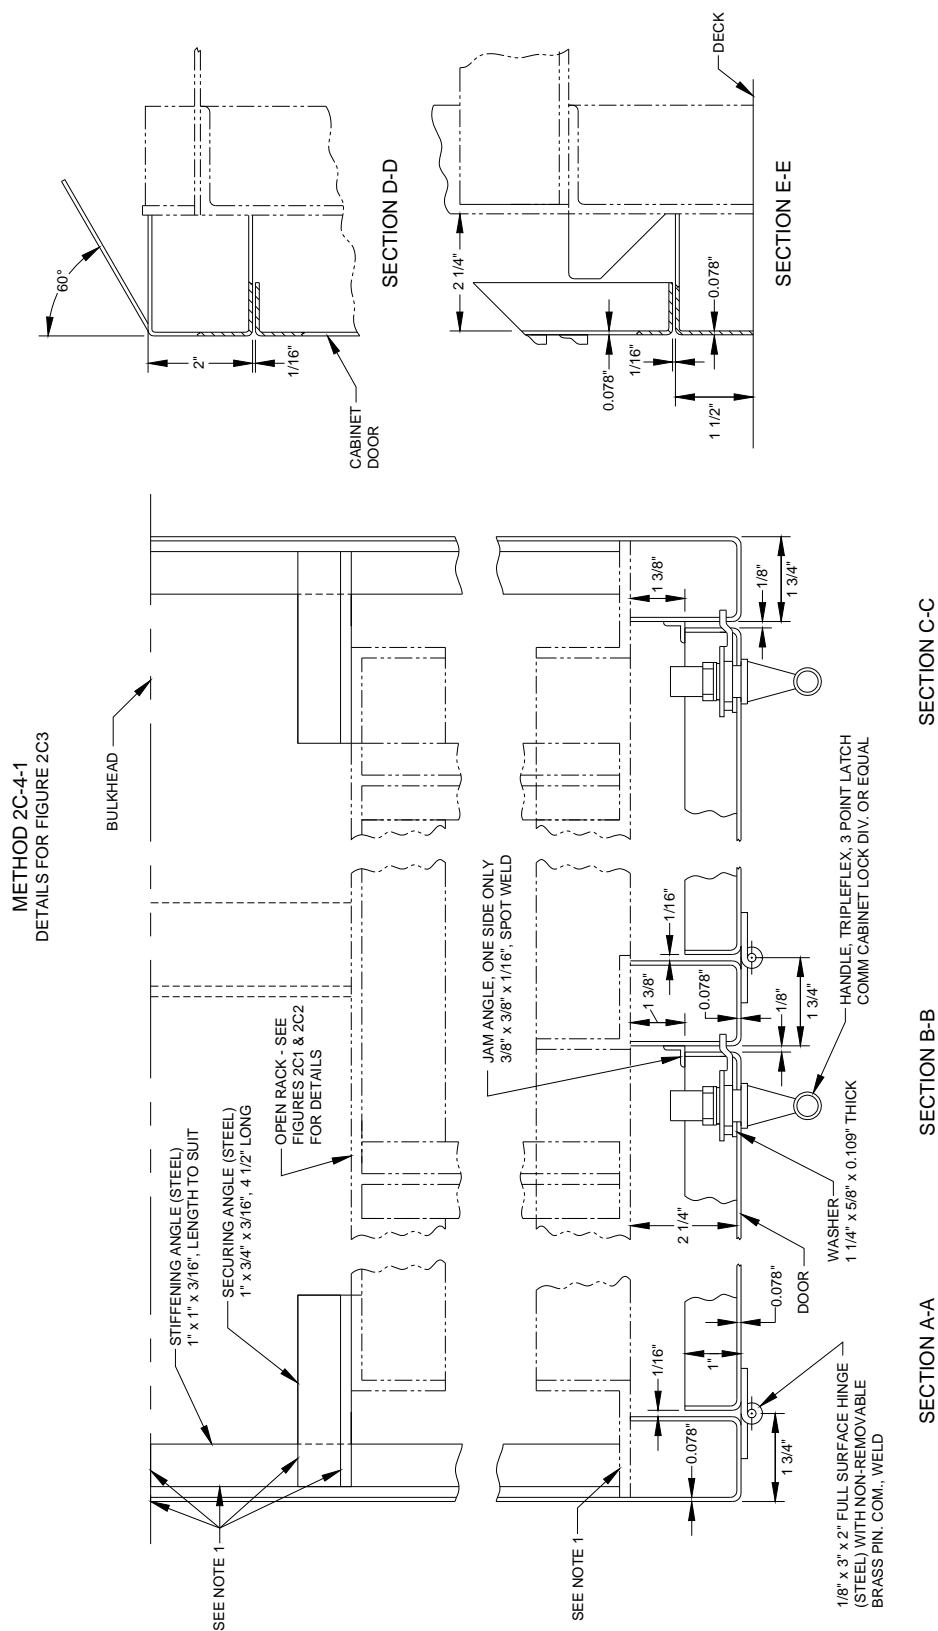 METHOD 2C-4-1
DETAILS FOR FIGURE 2C3
BULKHEAD
STIFFENING ANGLE (STEEL)
1" x 1" x 3/16", LENGTH TO SUIT
SECURING ANGLE (STEEL)
1" x 3/4" x 3/16", 4 1/2" LONG
OPEN RACK - SEE
FIGURES 2C1 & 2C2
FOR DETAILS
SEE NOTE 1
SEE NOTE 1
JAM ANGLE, ONE SIDE ONLY
3/8" x 3/8" x 1/16", SPOT WELD
1/16"
0.078"
1"
1 3/4"
0.078"
DOOR
2 1/4"
1 3/8"
1/16"
0.078"
1/8"
1 3/4"
1 3/8"
1/8"
1 3/4"
WASHER
1 1/4" x 5/8" x 0.109" THICK
HANDLE, TRIPLEFLEX, 3 POINT LATCH
COMM CABINET LOCK DIV. OR EQUAL
1/8" x 3" x 2" FULL SURFACE HINGE
(STEEL) WITH NON-REMOVABLE
BRASS PIN. COM., WELD
SECTION A-A
SECTION B-B
SECTION C-C
60°
2"
1/16"
CABINET
DOOR
SECTION D-D
2 1/4"
0.078"
1/16"
0.078"
1 1/2"
DECK
SECTION E-E